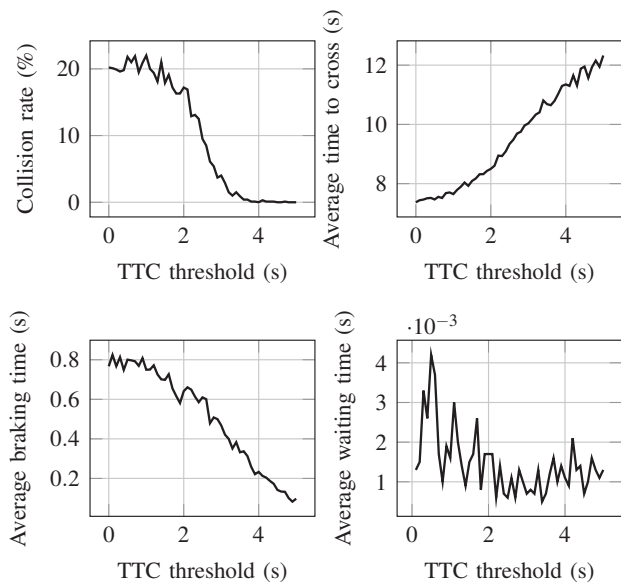 Collision rate (%)
20
10
0
0 2 4
TTC threshold (s)
Average time to cross (s)
12
10
8
0 2 4
TTC threshold (s)
Average braking time (s)
0.8
0.6
0.4
0.2
0 2 4
TTC threshold (s)
Average waiting time (s)
·10−3
4
3
2
1
0 2 4
TTC threshold (s)